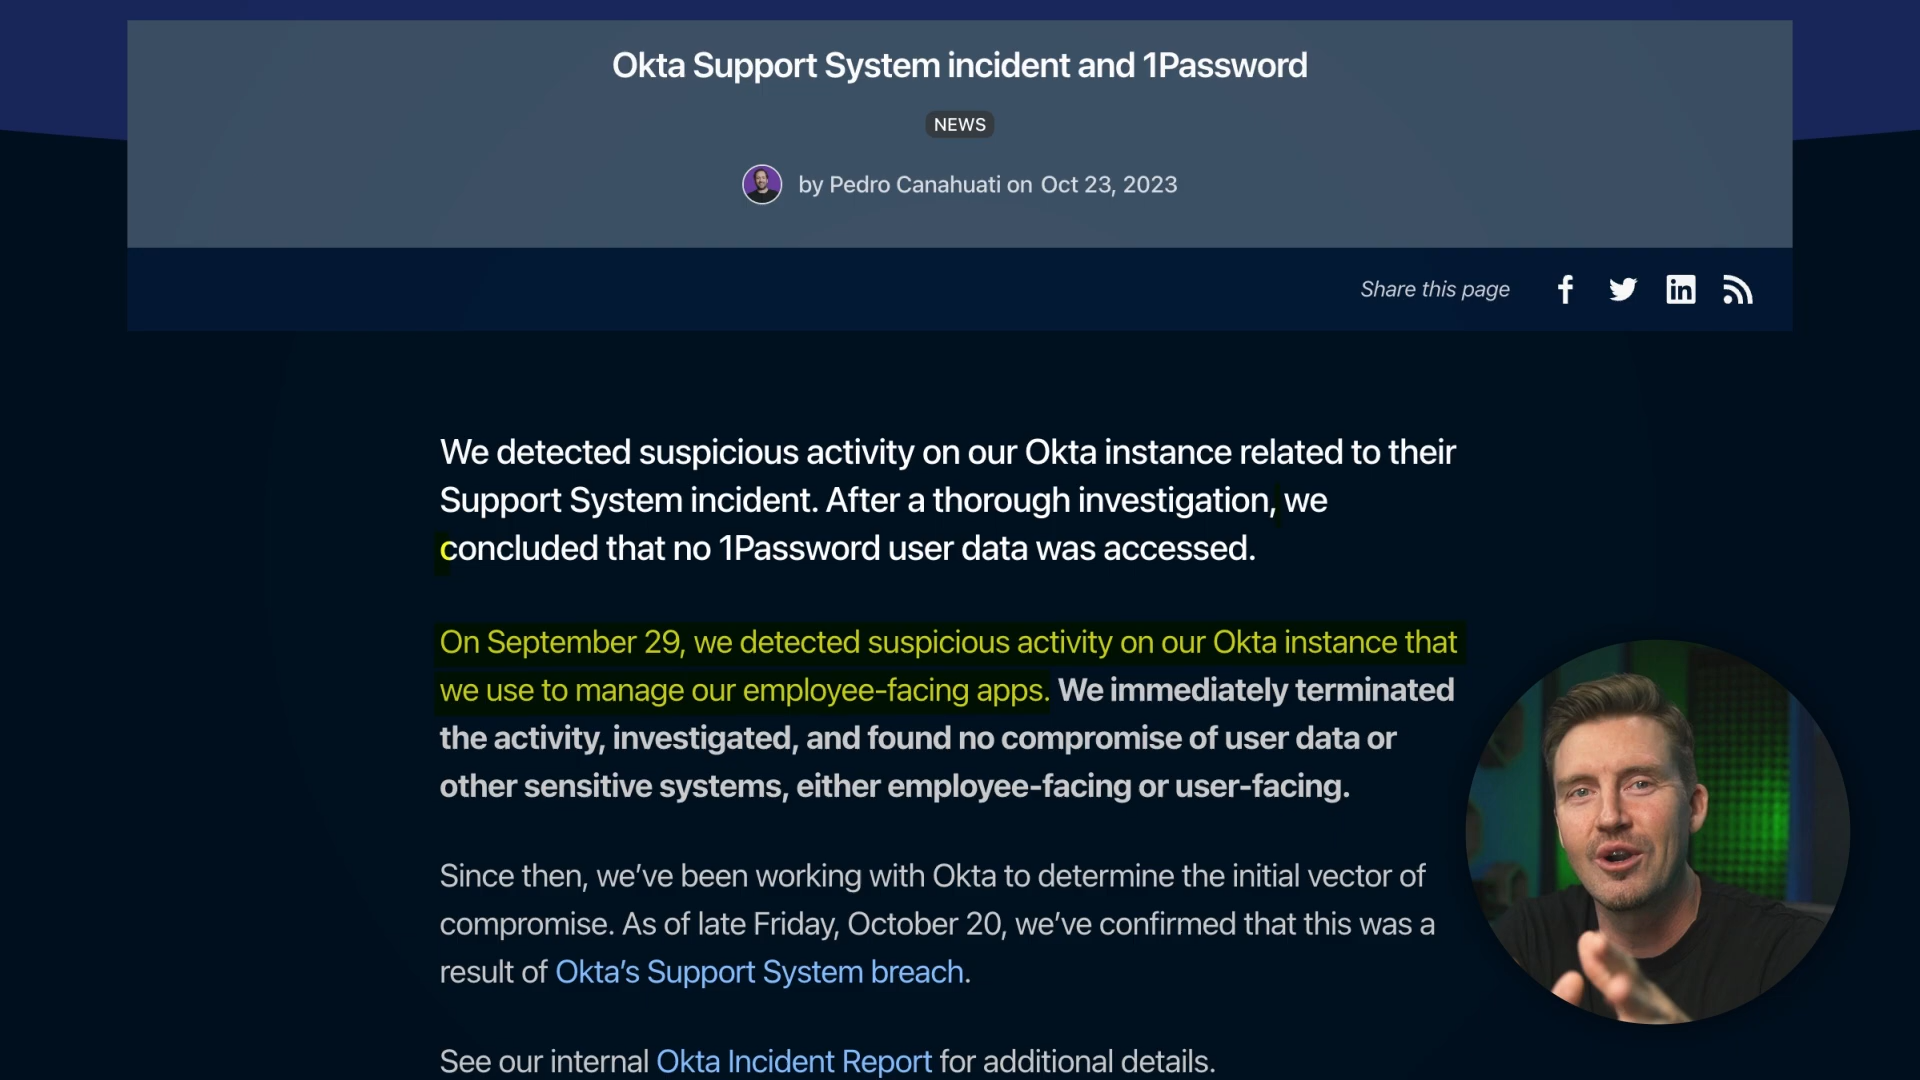 Okta Support System incident and 1Password
NEWS
by Pedro Canahuati on Oct 23, 2023
Share this page
We detected suspicious activity on our Okta instance related to their
Support System incident. After a thorough investigation, we
concluded that no 1Password user data was accessed.
On September 29, we detected suspicious activity on our Okta instance that
we use to manage our employee-facing apps. We immediately terminated
the activity, investigated, and found no compromise of user data or
other sensitive systems, either employee-facing or user-facing.
Since then, we’ve been working with Okta to determine the initial vector of
compromise. As of late Friday, October 20, we’ve confirmed that this was a
result of Okta’s Support System breach.
See our internal Okta Incident Report for additional details.